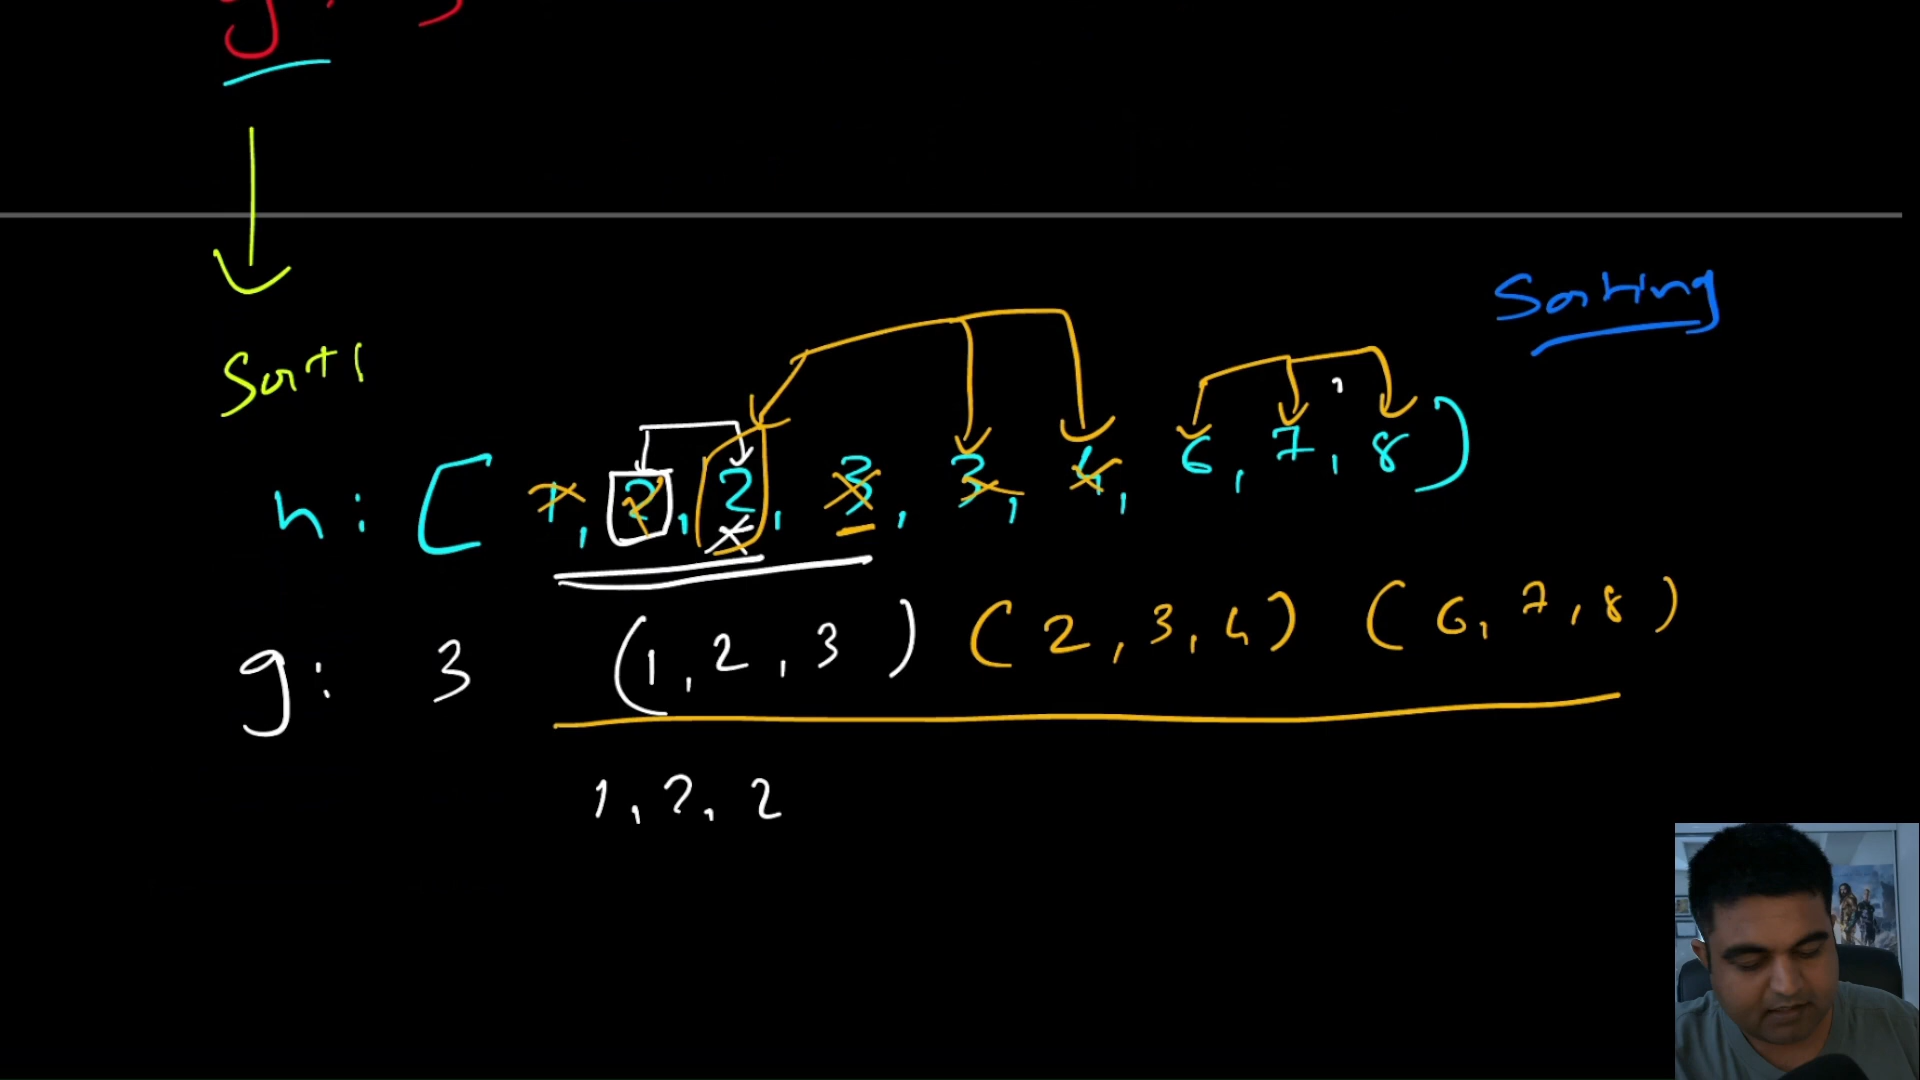 Sorting
Sort
h: [ 1, 2, 2, 3, 3, 4, 6, 7, 8 ]
g: 3 (1, 2, 3) (2, 3, 4) (6, 7, 8)
1, 2, 2